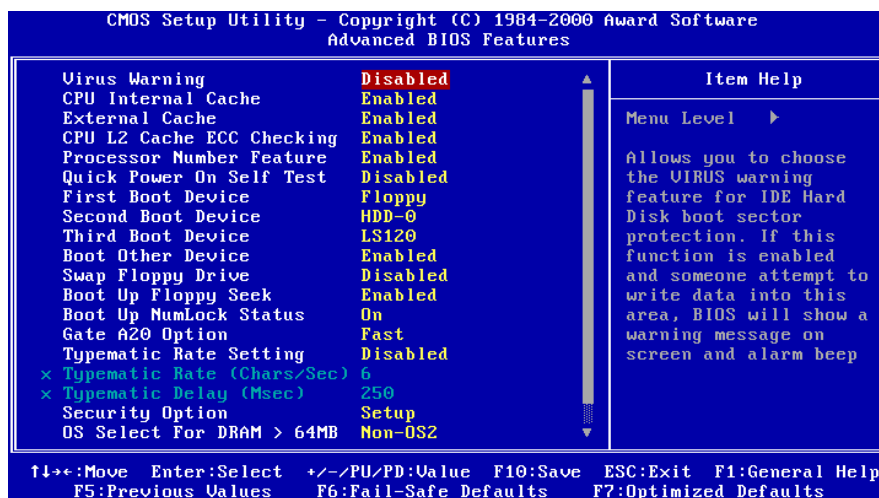 CMOS Setup Utility – Copyright (C) 1984–2000 Award Software
Advanced BIOS Features
Virus Warning Disabled
CPU Internal Cache Enabled
External Cache Enabled
CPU L2 Cache ECC Checking Enabled
Processor Number Feature Enabled
Quick Power On Self Test Disabled
First Boot Device Floppy
Second Boot Device HDD-0
Third Boot Device LS120
Boot Other Device Enabled
Swap Floppy Drive Disabled
Boot Up Floppy Seek Enabled
Boot Up NumLock Status On
Gate A20 Option Fast
Typematic Rate Setting Disabled
x Typematic Rate (Chars/Sec) 6
x Typematic Delay (Msec) 250
Security Option Setup
OS Select For DRAM > 64MB Non-OS2
Item Help
Menu Level ▶
Allows you to choose
the VIRUS warning
feature for IDE Hard
Disk boot sector
protection. If this
function is enabled
and someone attempt to
write data into this
area, BIOS will show a
warning message on
screen and alarm beep
↑↓→←:Move Enter:Select +/-/PU/PD:Value F10:Save ESC:Exit F1:General Help
F5:Previous Values F6:Fail-Safe Defaults F7:Optimized Defaults